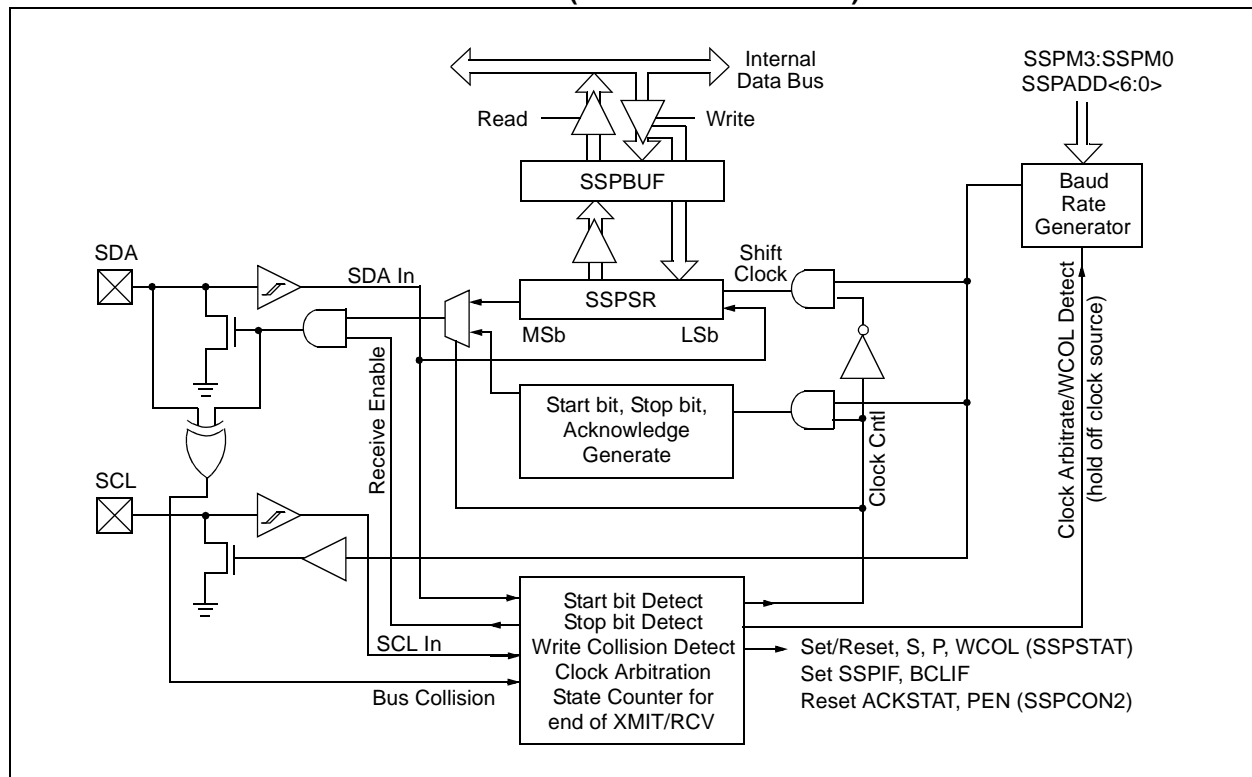 Internal
Data Bus
SSPM3:SSPM0
SSPADD<6:0>
Read
Write
SSPBUF
Baud
Rate
Generator
SDA
SDA In
Shift
Clock
SSPSR
MSb
LSb
Receive Enable
Start bit, Stop bit,
Acknowledge
Generate
Clock Cntl
Clock Arbitrate/WCOL Detect
(hold off clock source)
SCL
SCL In
Bus Collision
Start bit Detect
Stop bit Detect
Write Collision Detect
Clock Arbitration
State Counter for
end of XMIT/RCV
Set/Reset, S, P, WCOL (SSPSTAT)
Set SSPIF, BCLIF
Reset ACKSTAT, PEN (SSPCON2)